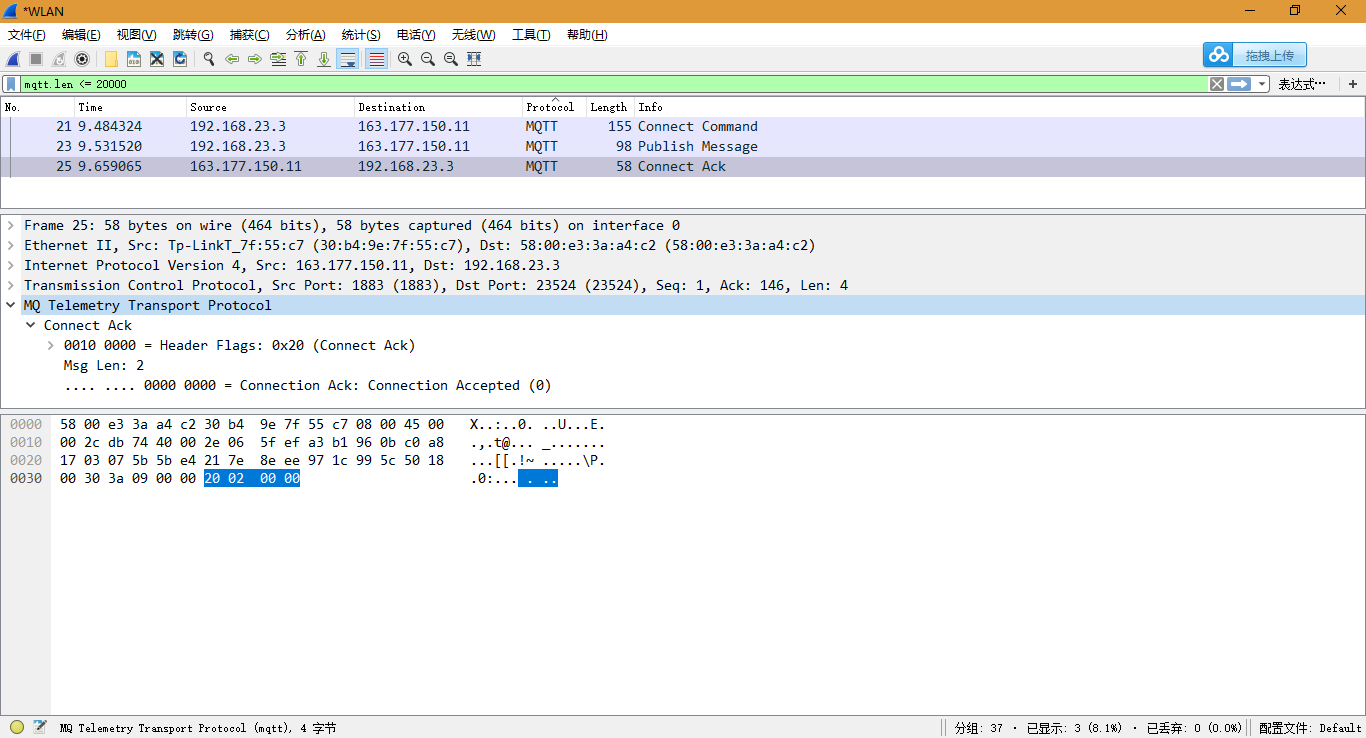 *WLAN
文件(F) 编辑(E) 视图(V) 跳转(G) 捕获(C) 分析(A) 统计(S) 电话(Y) 无线(W) 工具(T) 帮助(H)
拖拽上传
mqtt.len <= 20000 表达式… +
No. Time Source Destination Protocol Length Info
21 9.484324 192.168.23.3 163.177.150.11 MQTT 155 Connect Command
23 9.531520 192.168.23.3 163.177.150.11 MQTT 98 Publish Message
25 9.659065 163.177.150.11 192.168.23.3 MQTT 58 Connect Ack
Frame 25: 58 bytes on wire (464 bits), 58 bytes captured (464 bits) on interface 0
Ethernet II, Src: Tp-LinkT_7f:55:c7 (30:b4:9e:7f:55:c7), Dst: 58:00:e3:3a:a4:c2 (58:00:e3:3a:a4:c2)
Internet Protocol Version 4, Src: 163.177.150.11, Dst: 192.168.23.3
Transmission Control Protocol, Src Port: 1883 (1883), Dst Port: 23524 (23524), Seq: 1, Ack: 146, Len: 4
MQ Telemetry Transport Protocol
Connect Ack
0010 0000 = Header Flags: 0x20 (Connect Ack)
Msg Len: 2
.... .... 0000 0000 = Connection Ack: Connection Accepted (0)
0000 58 00 e3 3a a4 c2 30 b4 9e 7f 55 c7 08 00 45 00 X..:..0. ..U...E.
0010 00 2c db 74 40 00 2e 06 5f ef a3 b1 96 0b c0 a8 .,.t@... _.......
0020 17 03 07 5b 5b e4 21 7e 8e ee 97 1c 99 5c 50 18 ...[[.!~ .....\P.
0030 00 30 3a 09 00 00 20 02 00 00 .0:... . ..
MQ Telemetry Transport Protocol (mqtt), 4 字节 分组: 37 · 已显示: 3 (8.1%) · 已丢弃: 0 (0.0%) 配置文件: Default